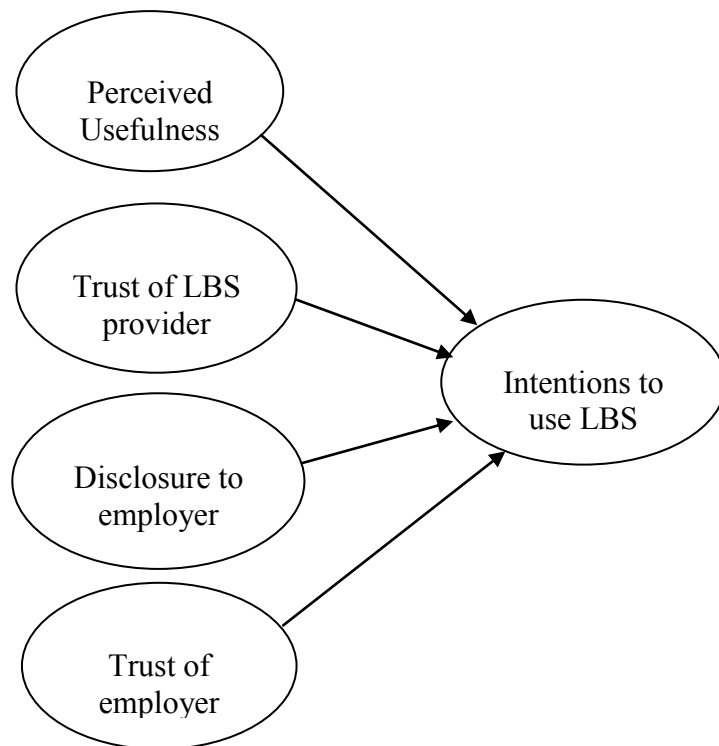 Perceived
Usefulness
Trust of LBS
provider
Intentions to
use LBS
Disclosure to
employer
Trust of
employer